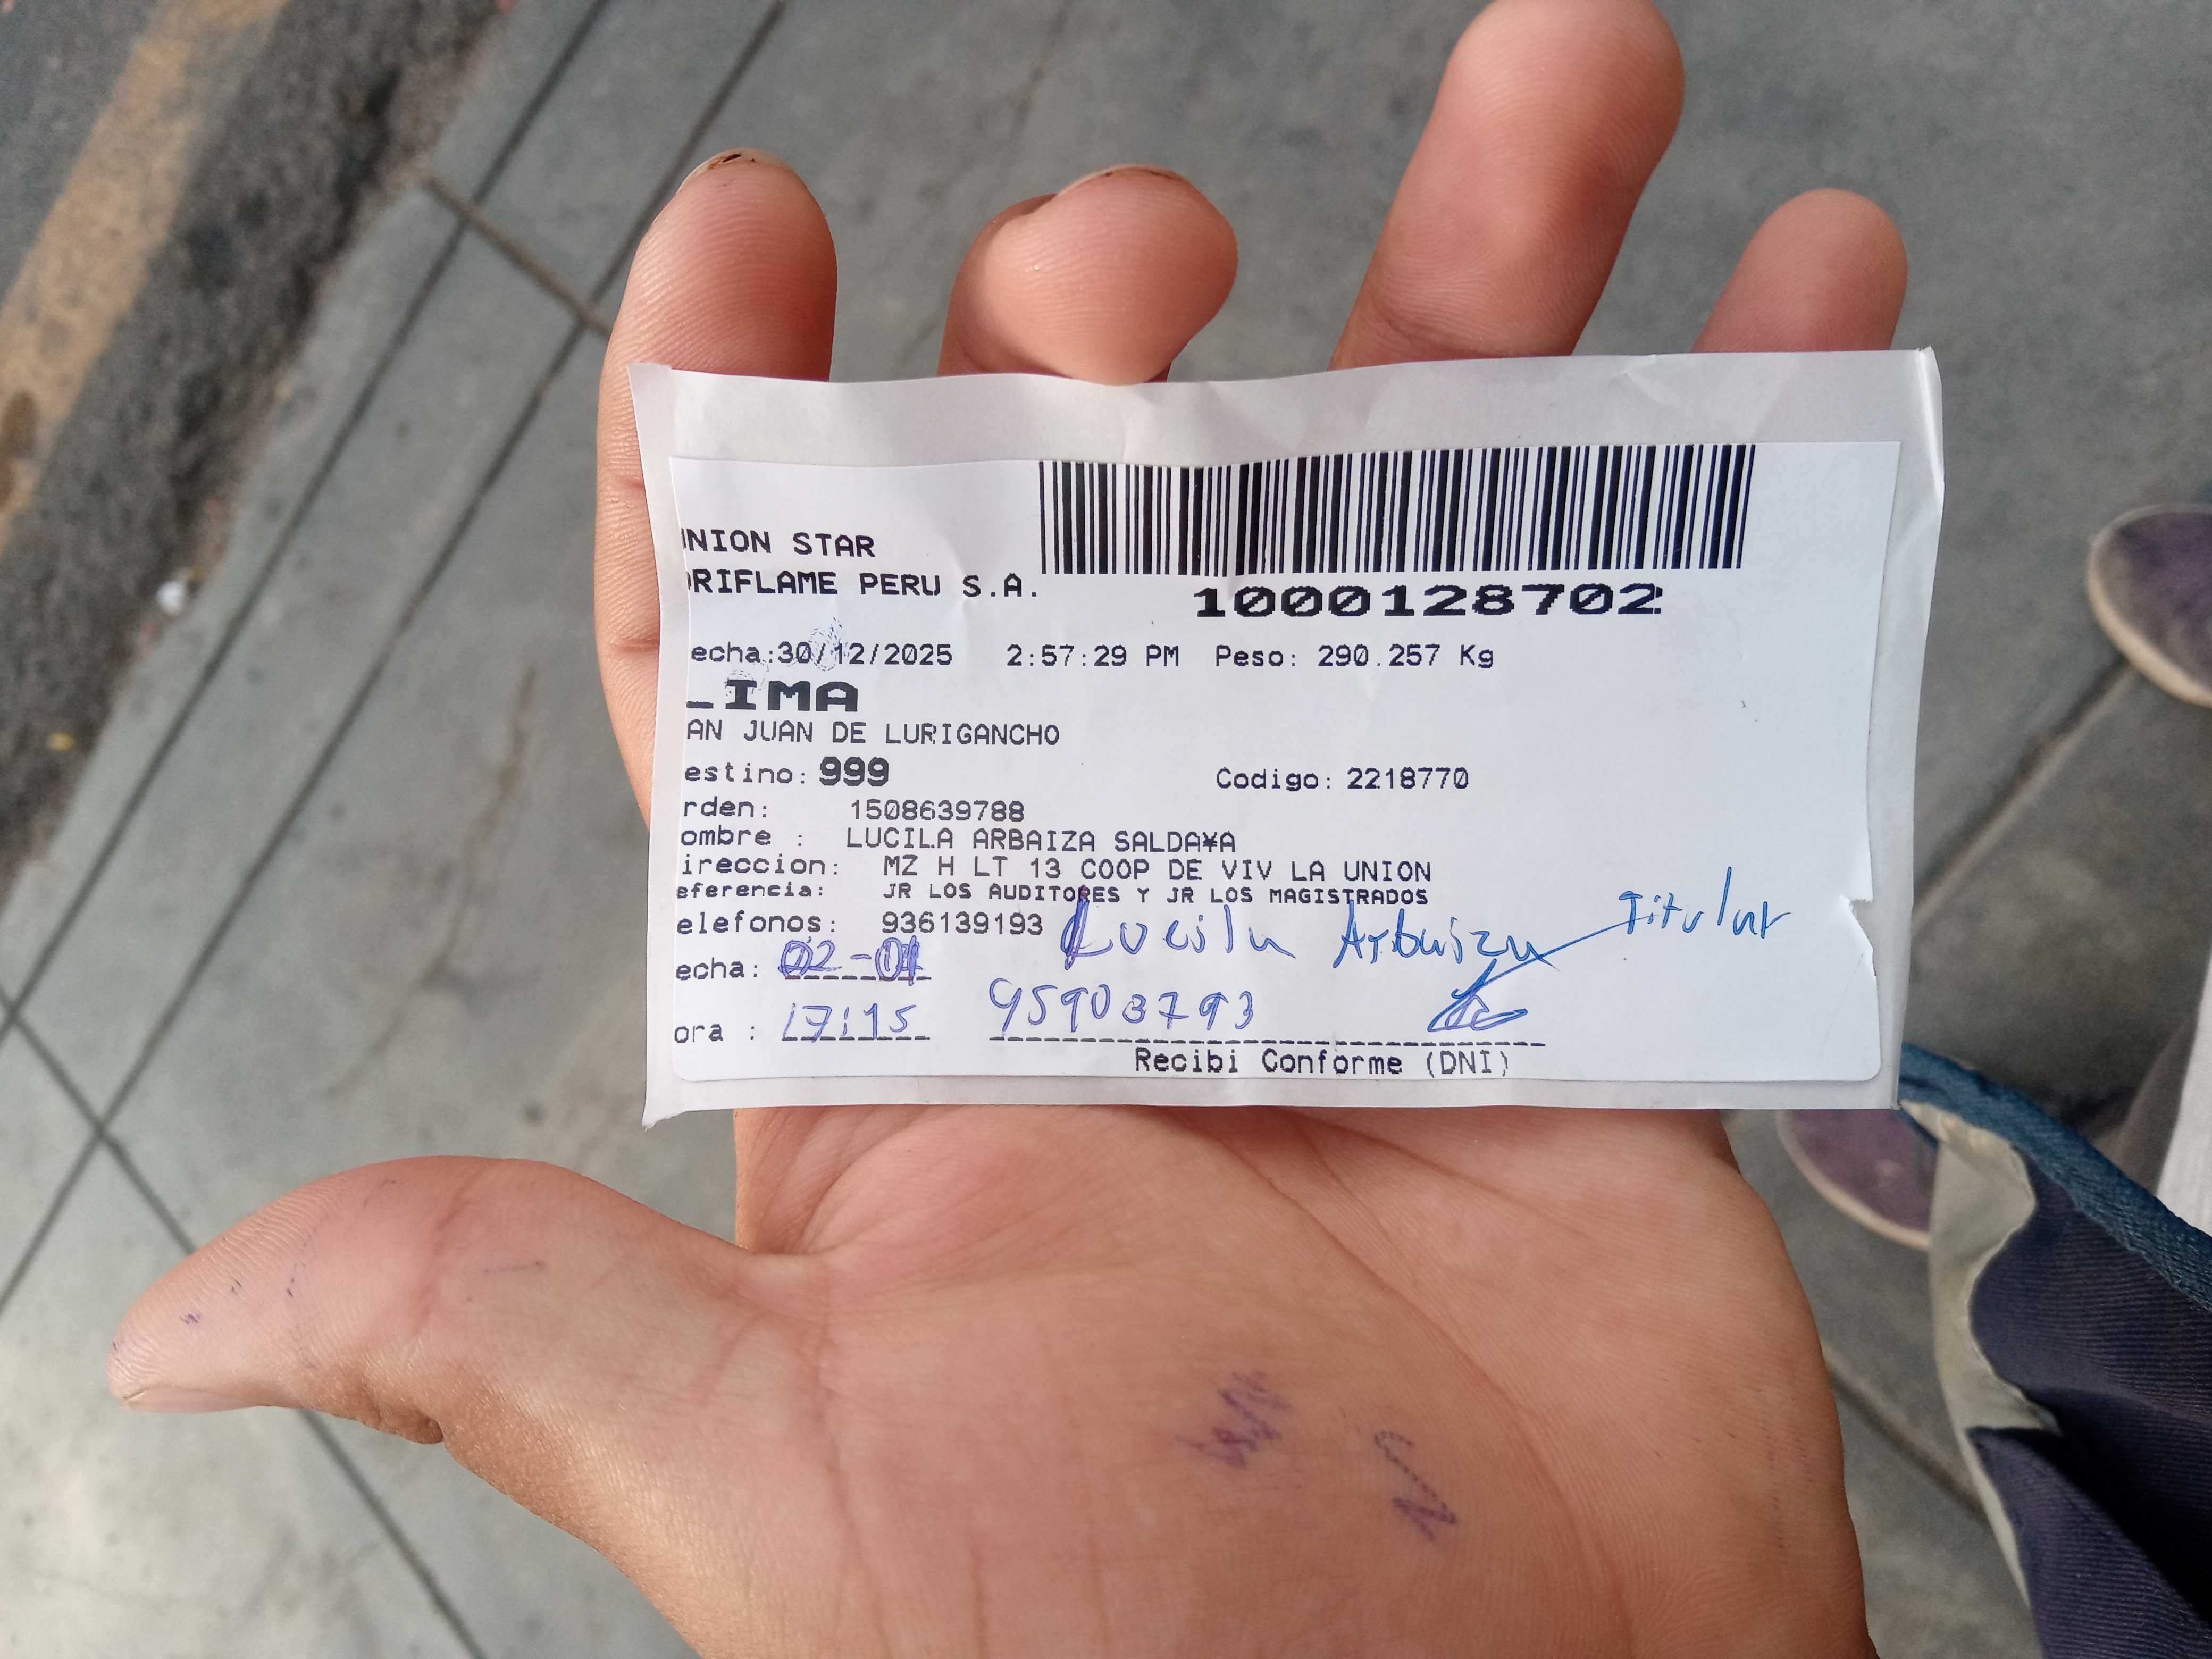 NION STAR
RIFLAME PERU S.A.
1000128702
echa:30/12/2025 2:57:29 PM Peso: 290.257 Kg
LIMA
AN JUAN DE LURIGANCHO
estino: 999 Codigo: 2218770
rden: 1508639788
ombre : LUCILA ARBAIZA SALDA¥A
ireccion: MZ H LT 13 COOP DE VIV LA UNION
eferencia: JR LOS AUDITORES Y JR LOS MAGISTRADOS
elefonos: 936139193 Lucila Arbaiza Titular
echa: 02-01
ora : 17:15 95903793
Recibi Conforme (DNI)